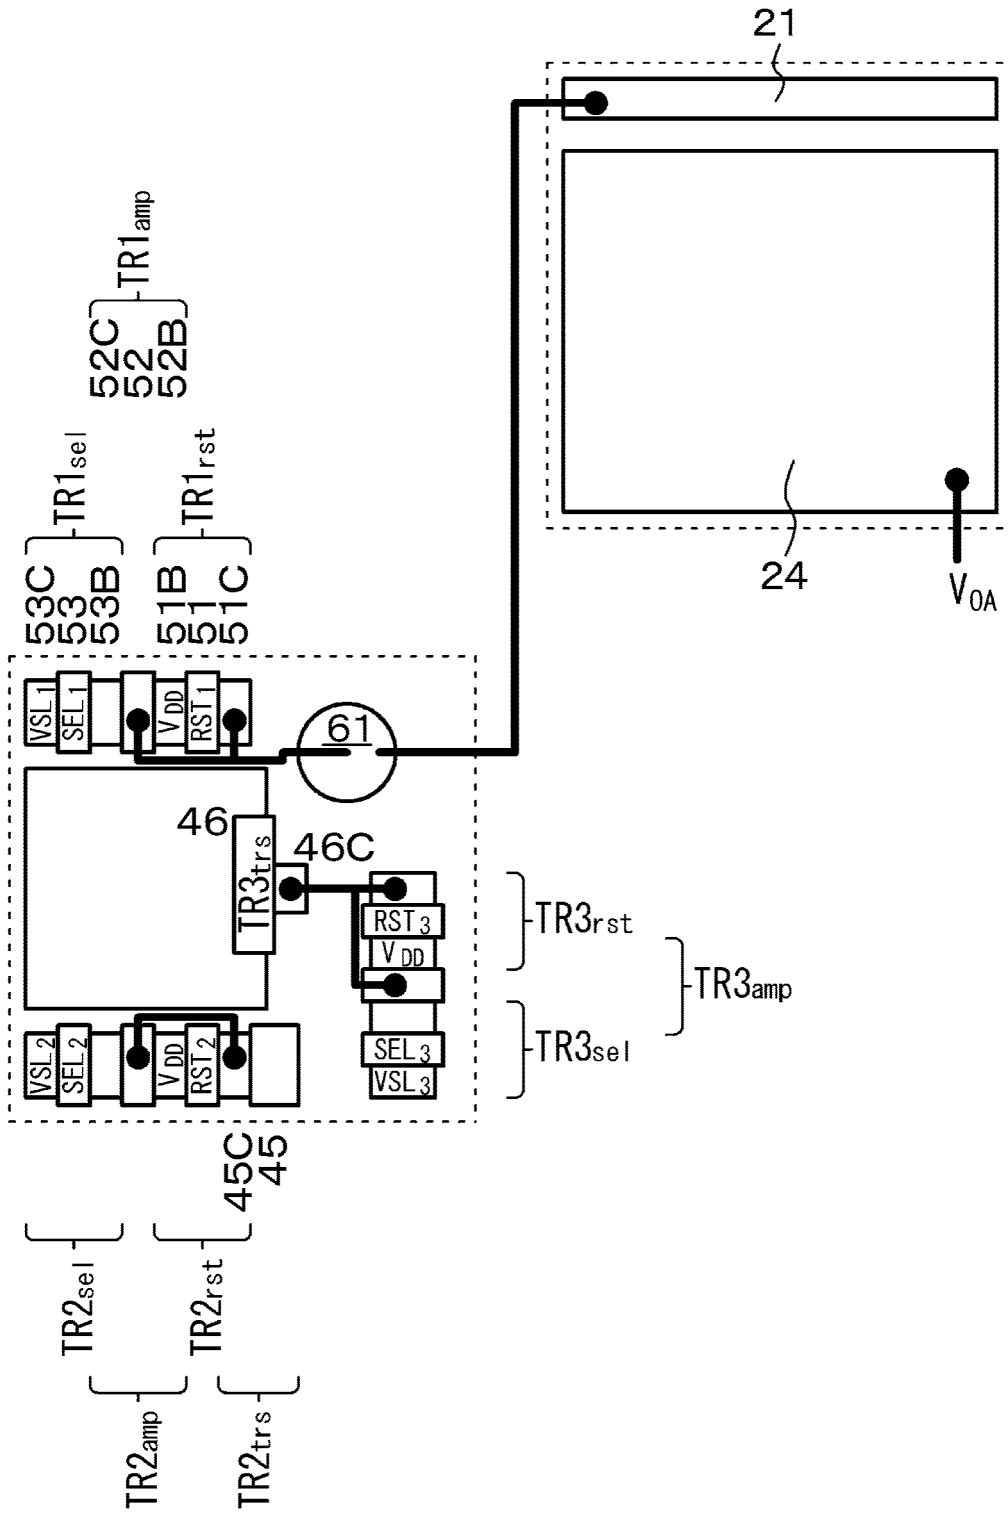 21
24
VOA
TR1amp
52C
52
52B
TR1sel
53C
53
53B
TR1rst
51B
51
51C
VSL1
SEL1
VDD
RST1
61
46
TR3trs
46C
RST3
VDD
SEL3
VSL3
TR3rst
TR3amp
TR3sel
VSL2
SEL2
VDD
RST2
45C
45
TR2sel
TR2rst
TR2amp
TR2trs